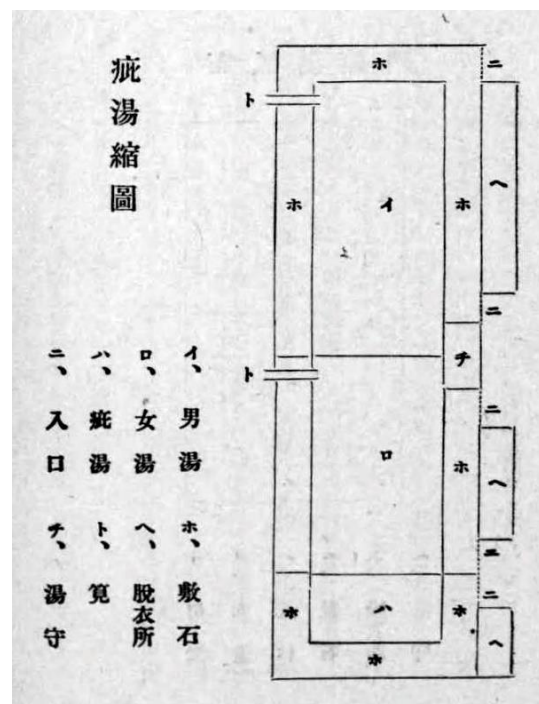 ニ
ヘ
ニ
ニ
ヘ
ニ
ニ
ヘ
ホ
ホ
チ
ホ
ホ
イ
ロ
ハ
ホ
ホ
ホ
ト
ト
疵湯縮圖
イ、男湯 ホ、敷石
ロ、女湯 ヘ、脫衣所
ハ、疵湯 ト、筧
ニ、入口 チ、湯守